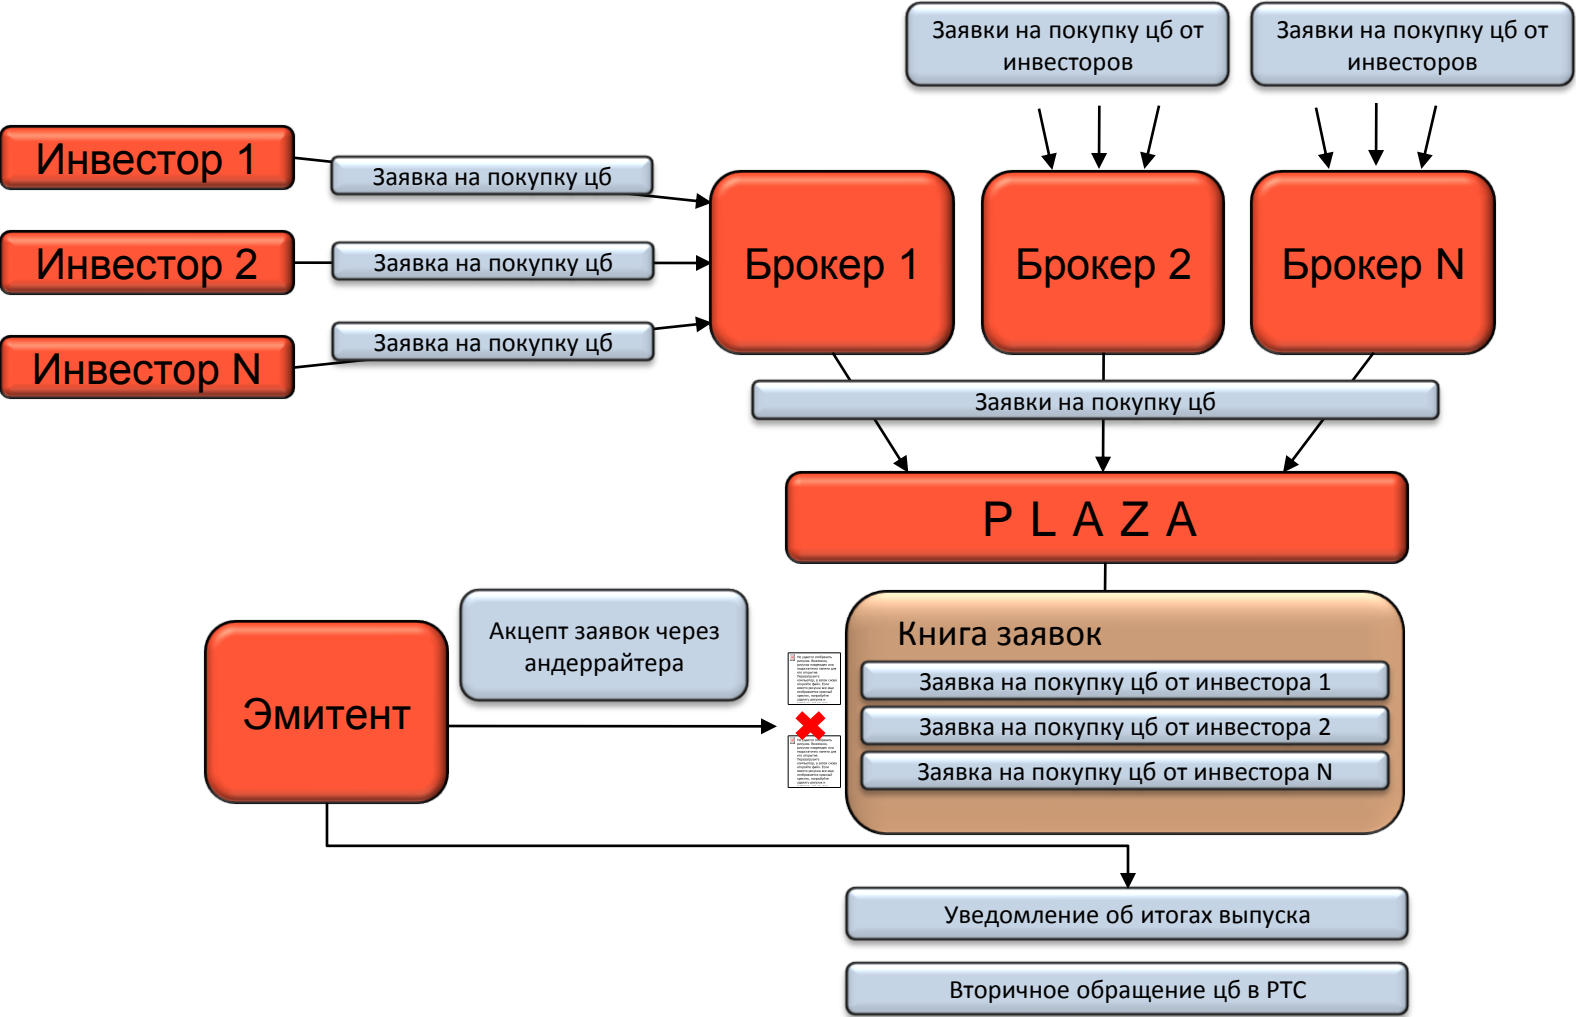 Заявки на покупку цб от
инвесторов
Заявки на покупку цб от
инвесторов
Инвестор 1
Заявка на покупку цб
Инвестор 2
Заявка на покупку цб
Инвестор N
Заявка на покупку цб
Брокер 1
Брокер 2
Брокер N
Заявки на покупку цб
P L A Z A
Акцепт заявок через
андеррайтера
Эмитент
Книга заявок
Заявка на покупку цб от инвестора 1
Заявка на покупку цб от инвестора 2
Заявка на покупку цб от инвестора N
Уведомление об итогах выпуска
Вторичное обращение цб в РТС